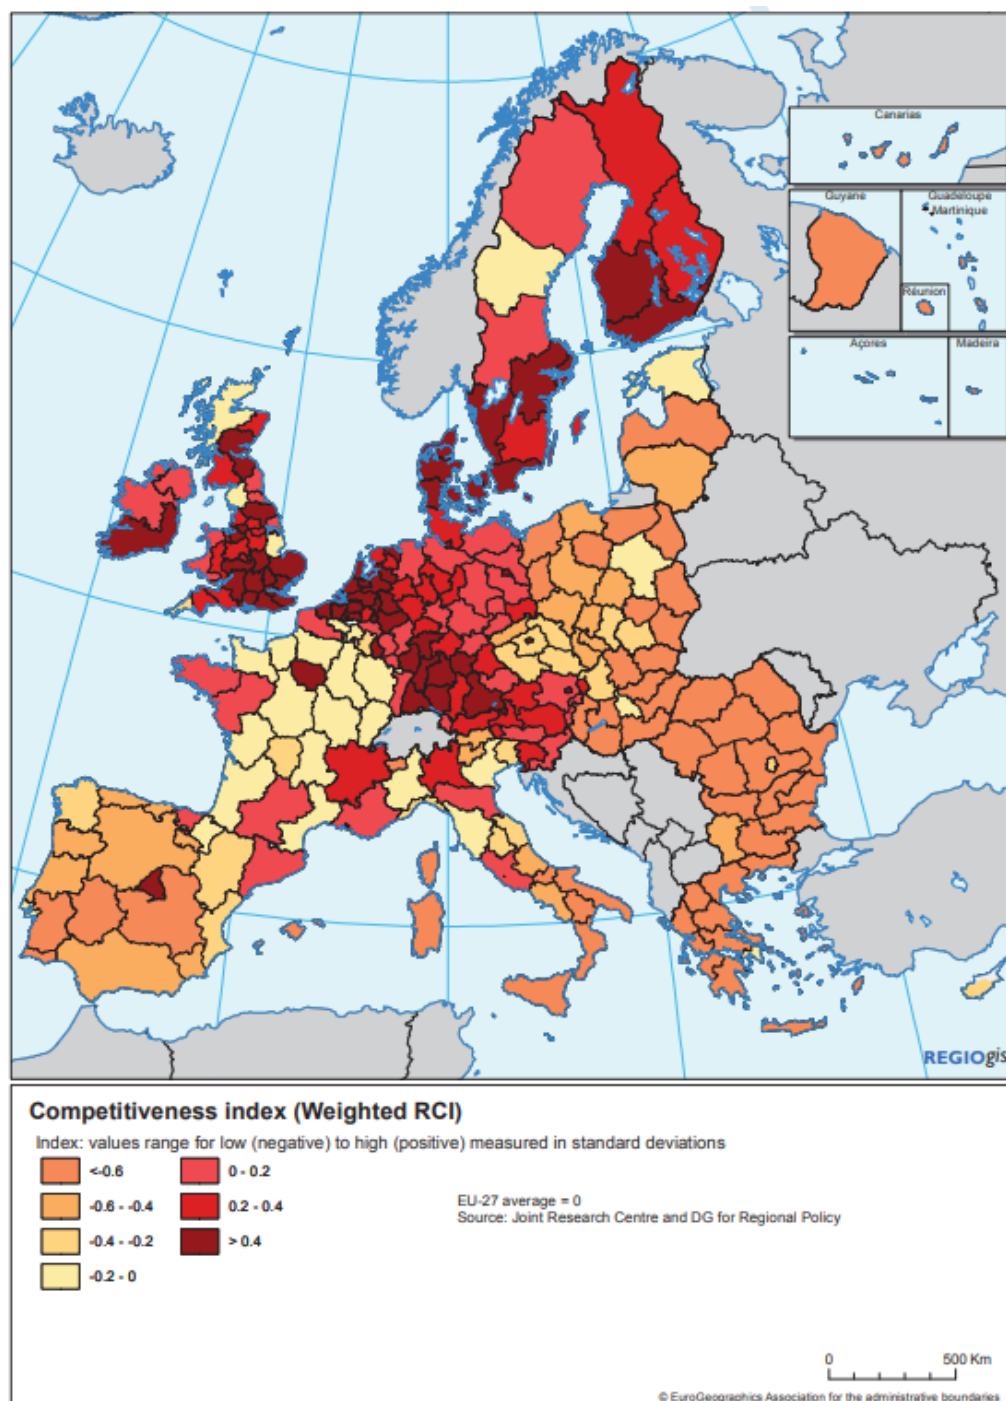 Canarias
Guyane
Guadeloupe
Martinique
Réunion
Açores
Madeira
REGIOgis
Competitiveness index (Weighted RCI)
Index: values range for low (negative) to high (positive) measured in standard deviations
<-0.6
0 - 0.2
-0.6 - -0.4
0.2 - 0.4
EU-27 average = 0
Source: Joint Research Centre and DG for Regional Policy
-0.4 - -0.2
> 0.4
-0.2 - 0
0
500 Km
© EuroGeographics Association for the administrative boundaries